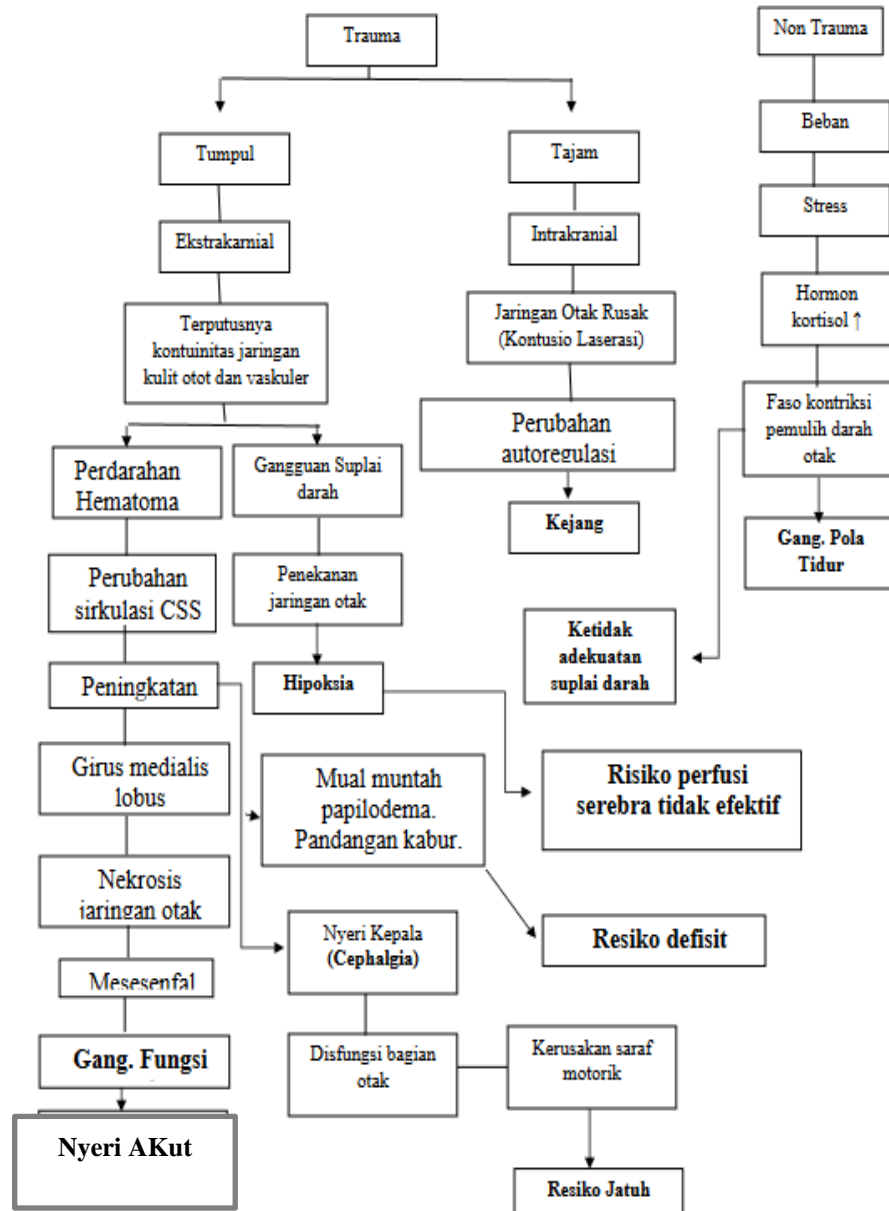 Trauma
Non Trauma
Tumpul
Tajam
Beban
Ekstrakarnial
Intrakranial
Stress
Terputusnya
kontuinitas jaringan
kulit otot dan vaskuler
Jaringan Otak Rusak
(Kontusio Laserasi)
Hormon
kortisol ↑
Perdarahan
Hematoma
Gangguan Suplai
darah
Perubahan
autoregulasi
Faso kontriksi
pemulih darah
otak
Kejang
Gang. Pola
Tidur
Perubahan
sirkulasi CSS
Penekanan
jaringan otak
Ketidak
adekuatan
suplai darah
Peningkatan
Hipoksia
Girus medialis
lobus
Mual muntah
papilodema.
Pandangan kabur.
Risiko perfusi
serebra tidak efektif
Nekrosis
jaringan otak
Nyeri Kepala
(Cephalgia)
Resiko defisit
Mesesenfal
Gang. Fungsi
Disfungsi bagian
otak
Kerusakan saraf
motorik
Nyeri AKut
Resiko Jatuh